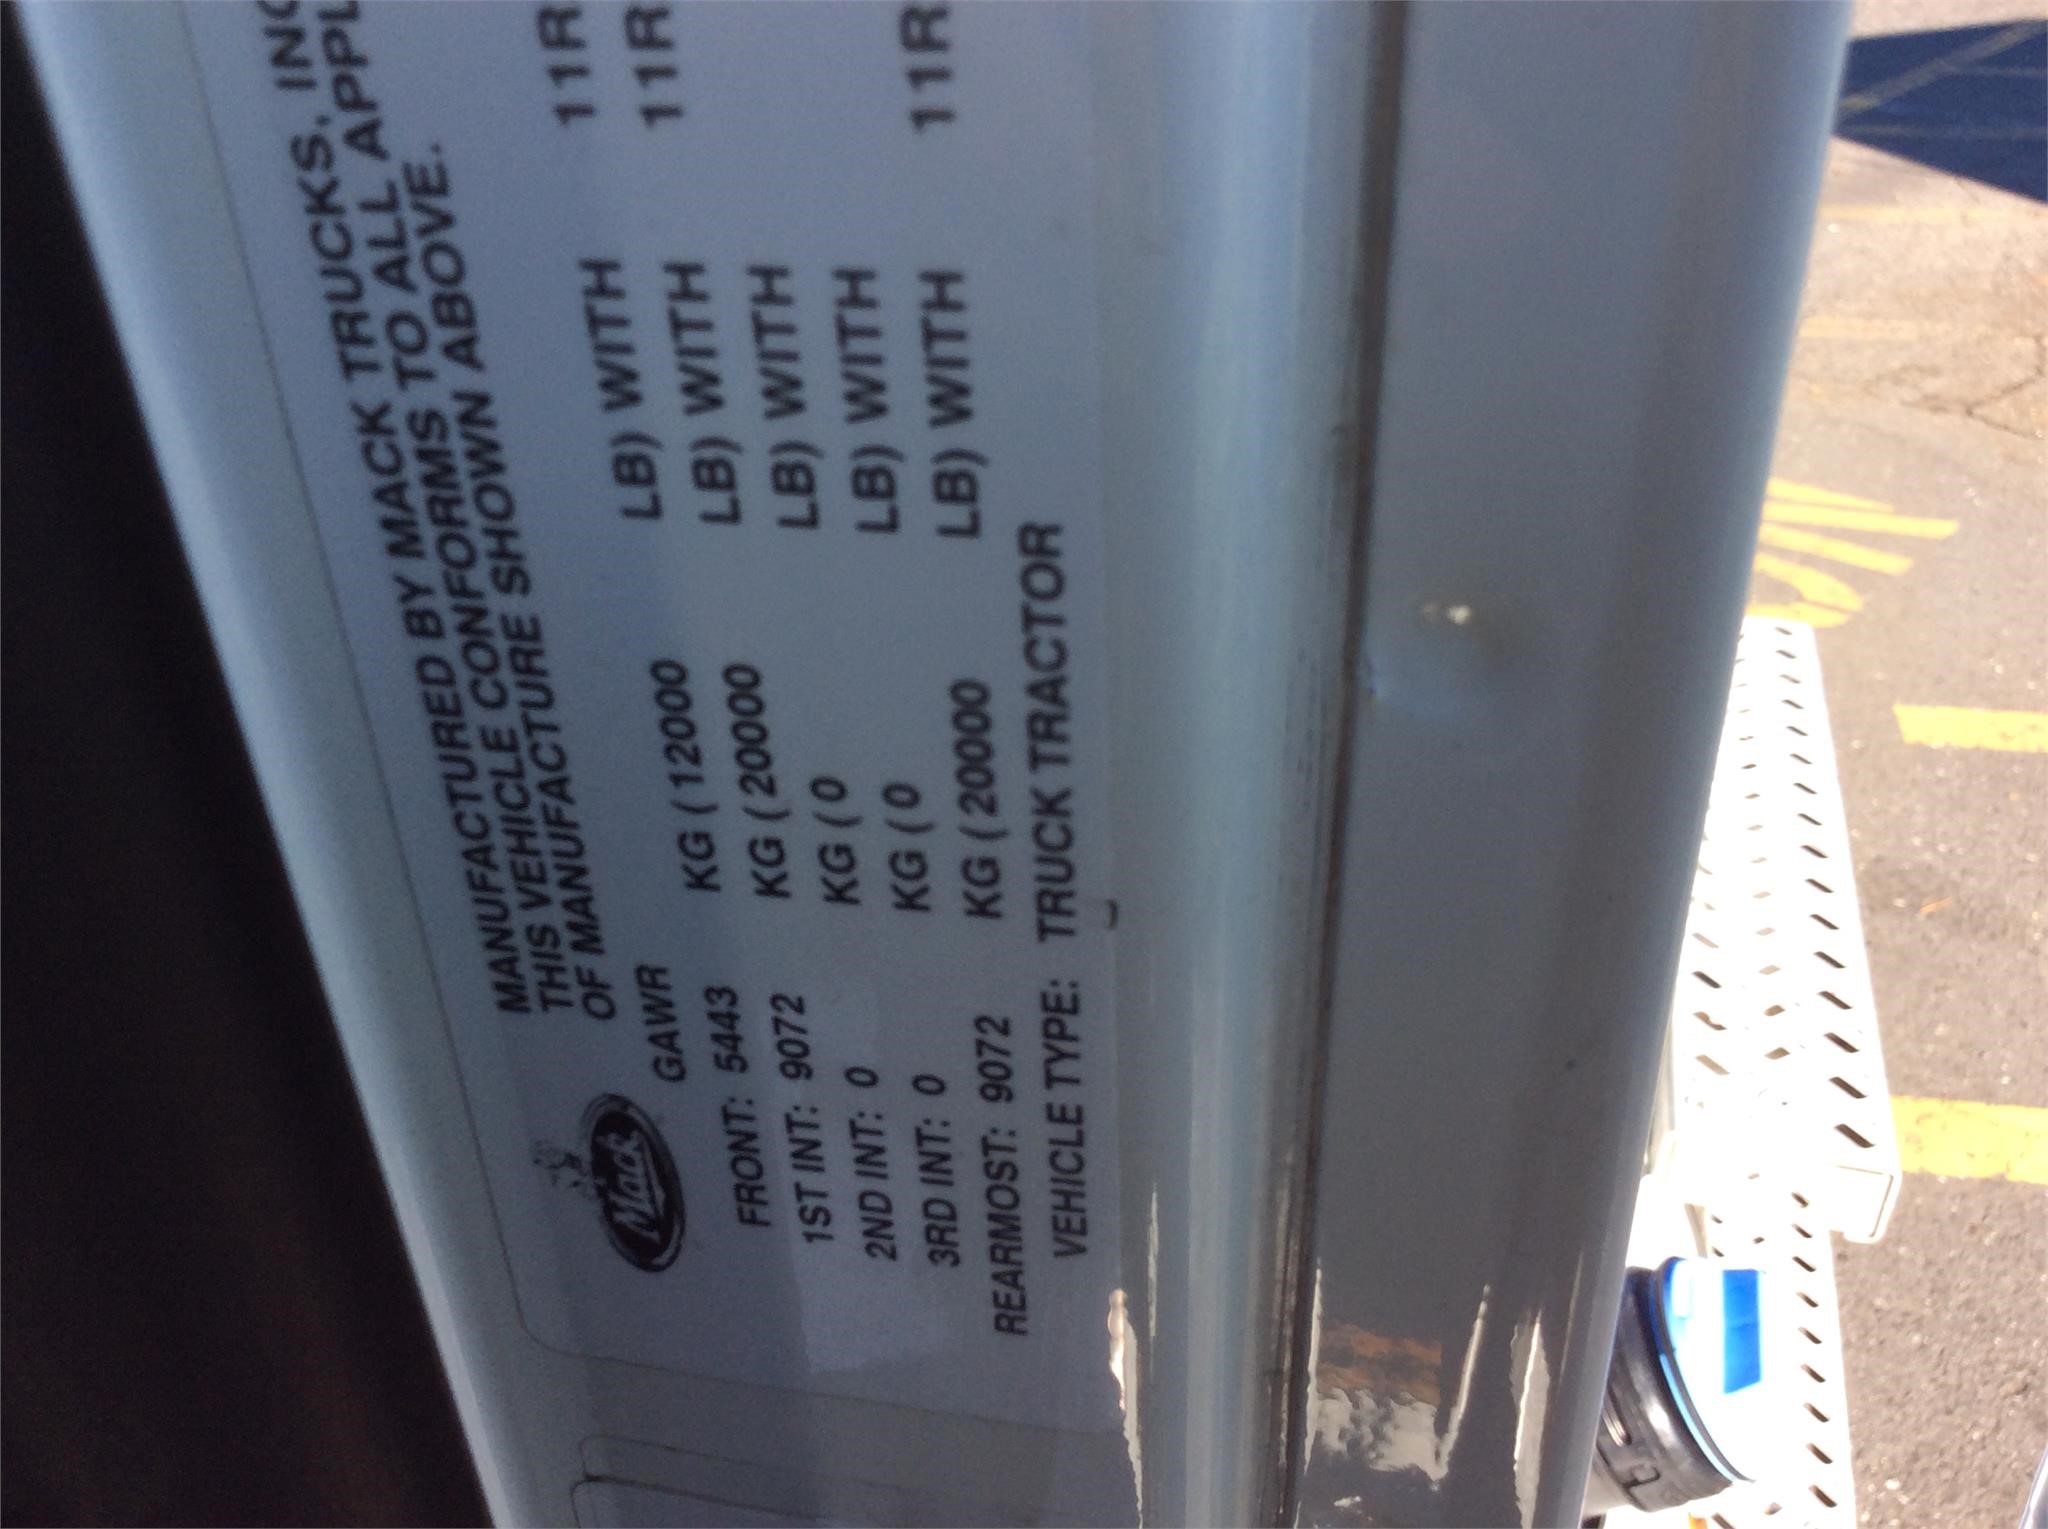 MANUFACTURED BY MACK TRUCKS, INC
THIS VEHICLE CONFORMS TO ALL APPL
OF MANUFACTURE SHOWN ABOVE.
Mack
GAWR
FRONT: 5443 KG (12000 LB) WITH 11R
1ST INT: 9072 KG (20000 LB) WITH 11R
2ND INT: 0 KG (0 LB) WITH
3RD INT: 0 KG (0 LB) WITH
REARMOST: 9072 KG (20000 LB) WITH 11R
VEHICLE TYPE: TRUCK TRACTOR